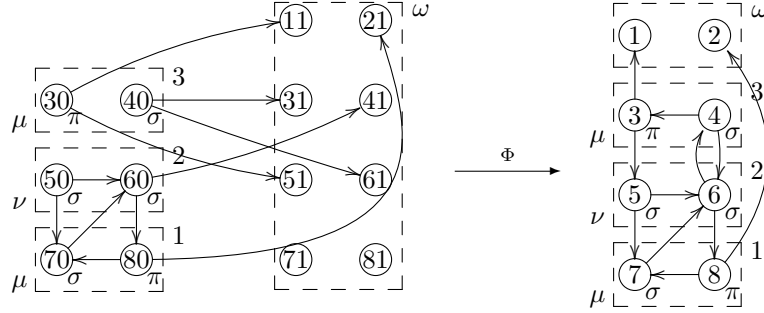 11 21 ω
30 40 3 31 41
μ π σ
50 60 2 51 61
ν σ σ
70 80 1 71 81
μ σ π
Φ
1 2 ω
3 4 3
μ π σ
5 6 2
ν σ σ
7 8 1
μ σ π